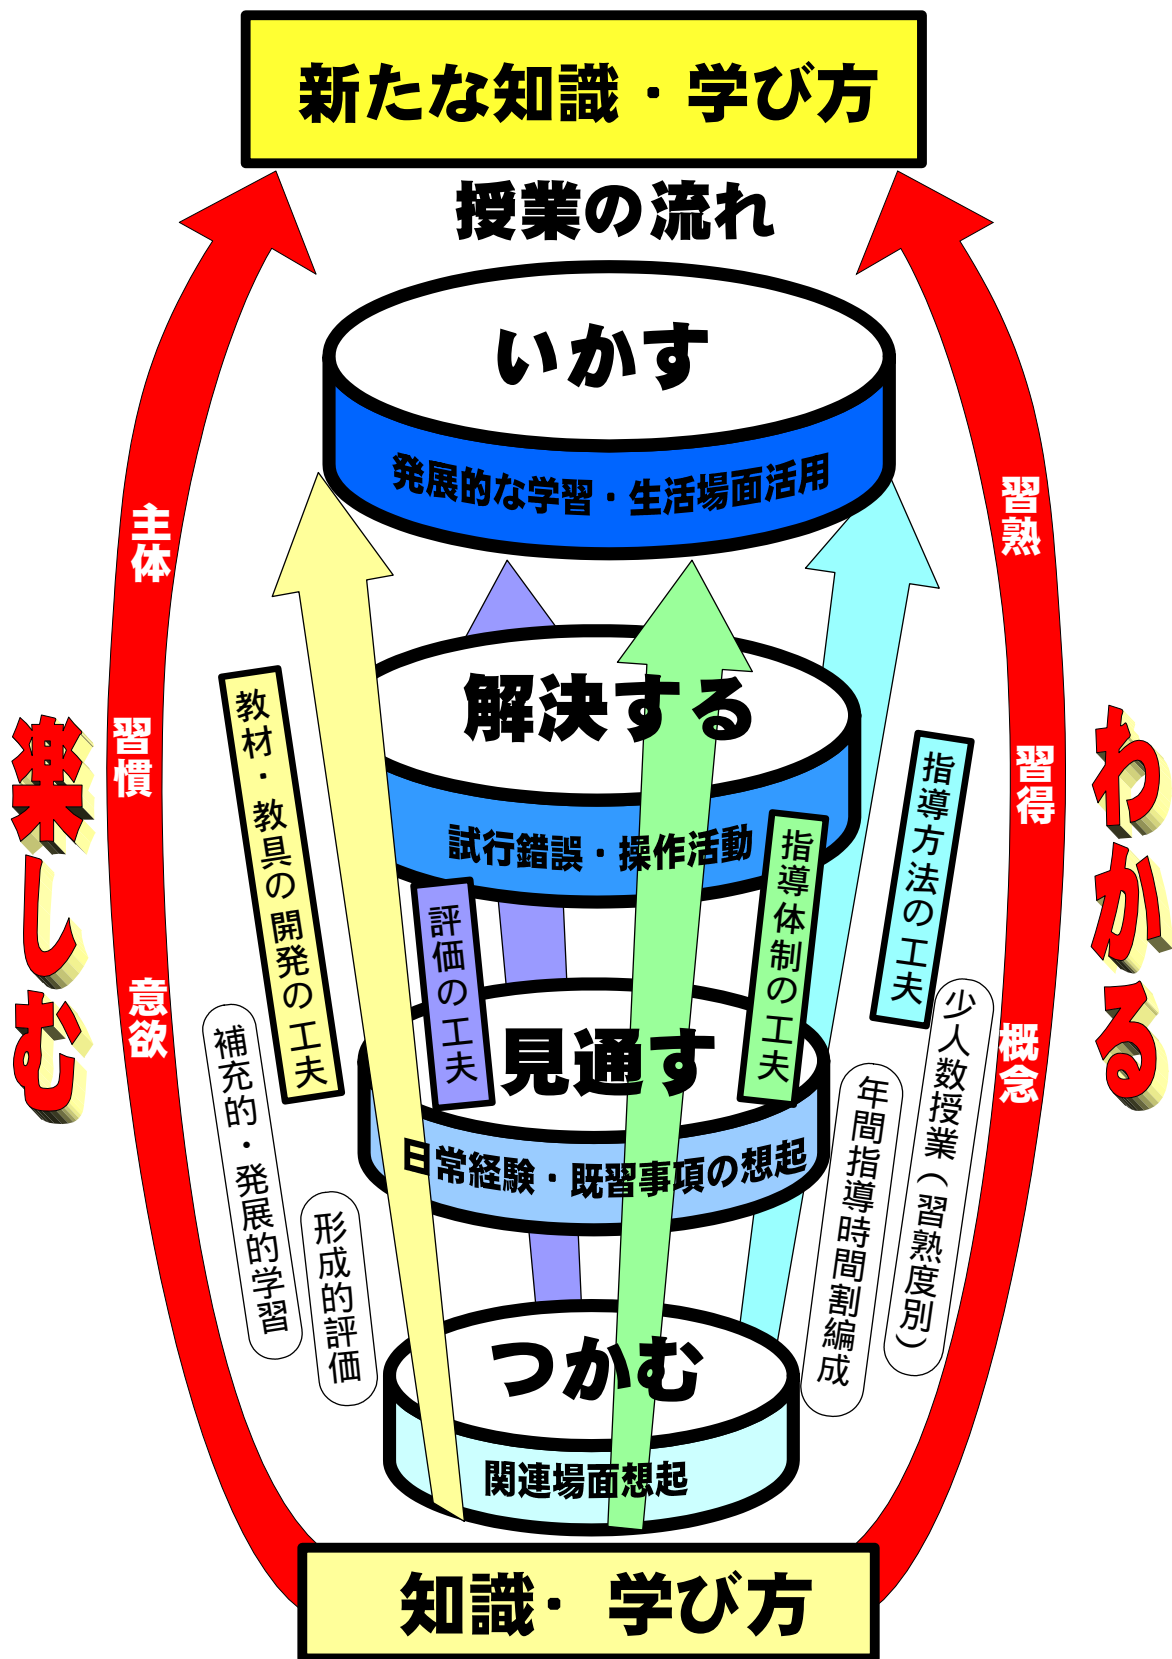 新たな知識・学び方
授業の流れ
いかす
発展的な学習・生活場面活用
解決する
試行錯誤・操作活動
見通す
日常経験・既習事項の想起
つかむ
関連場面想起
知識・学び方
楽しむ
主体
習慣
意欲
わかる
習熟
習得
概念
教材・教具の開発の工夫
評価の工夫
指導体制の工夫
指導方法の工夫
補充的・発展的学習
形成的評価
年間指導時間割編成
少人数授業（習熟度別）